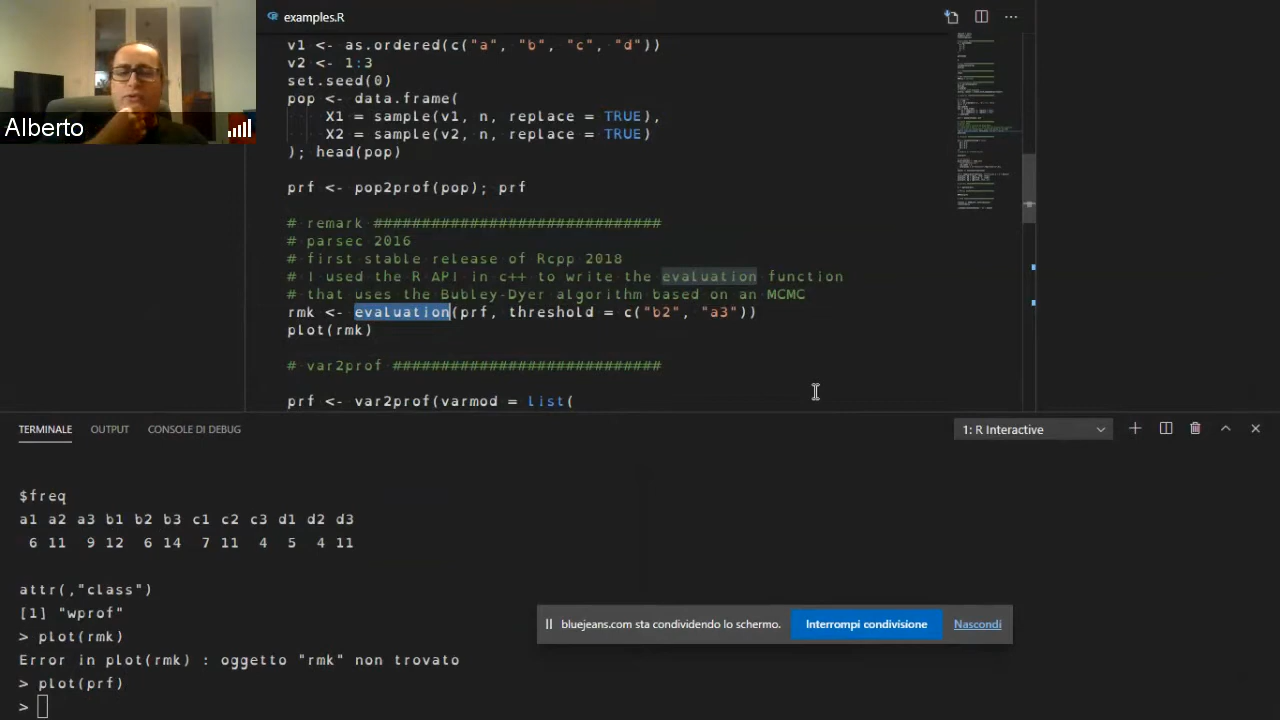 examples.R
v1 <- as.ordered(c("a", "b", "c", "d"))
v2 <- 1:3
set.seed(0)
pop <- data.frame(
X1 = sample(v1, n, replace = TRUE),
X2 = sample(v2, n, replace = TRUE)
); head(pop)
prf <- pop2prof(pop); prf
# remark ##############################
# parsec 2016
# first stable release of Rcpp 2018
# I used the R API in c++ to write the evaluation function
# that uses the Bubley-Dyer algorithm based on an MCMC
rmk <- evaluation(prf, threshold = c("b2", "a3"))
plot(rmk)
# var2prof ############################
prf <- var2prof(varmod = list(
Alberto
TERMINALE
OUTPUT
CONSOLE DI DEBUG
1: R Interactive
$freq
a1 a2 a3 b1 b2 b3 c1 c2 c3 d1 d2 d3
6 11 9 12 6 14 7 11 4 5 4 11
attr(,"class")
[1] "wprof"
> plot(rmk)
Error in plot(rmk) : oggetto "rmk" non trovato
> plot(prf)
>
bluejeans.com sta condividendo lo schermo.
Interrompi condivisione
Nascondi